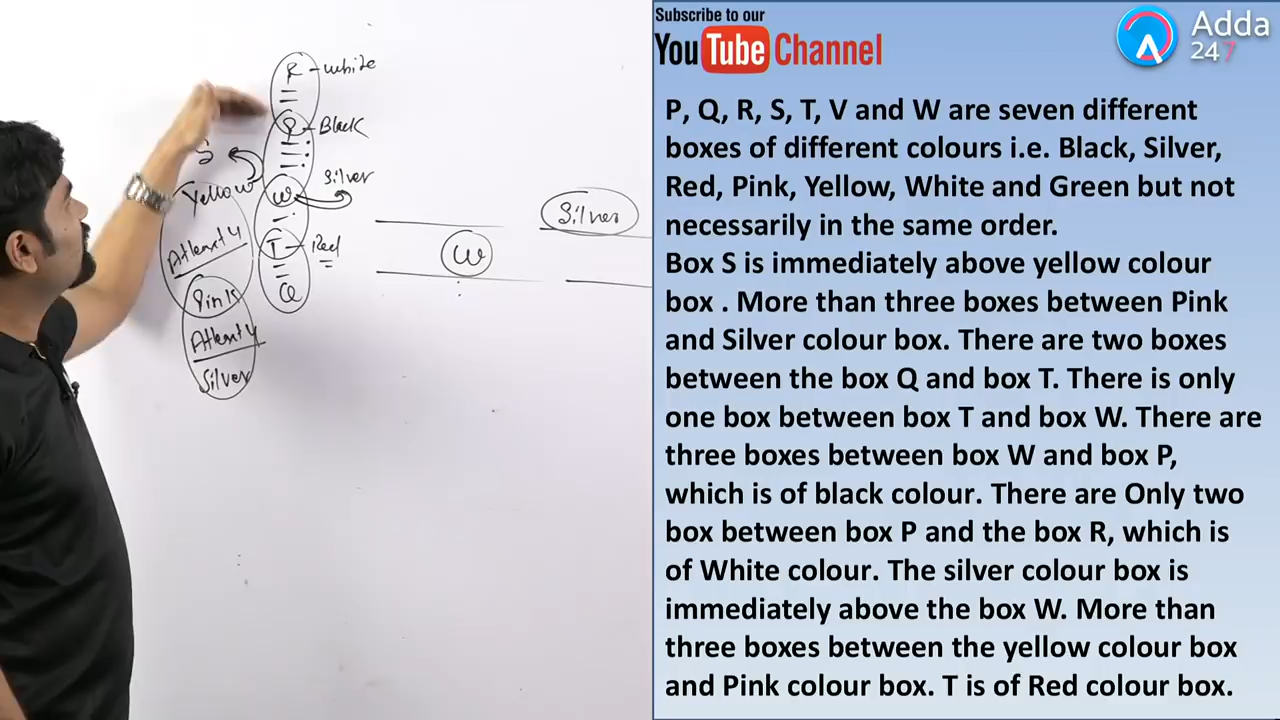 R - white
P - Black
S
Silver
Yellow
W
Silver
W
T - Red
Atleast 4
Pink
Q
Atleast 4
Silver
Subscribe to our
YouTube Channel
Adda
247
P, Q, R, S, T, V and W are seven different
boxes of different colours i.e. Black, Silver,
Red, Pink, Yellow, White and Green but not
necessarily in the same order.
Box S is immediately above yellow colour
box . More than three boxes between Pink
and Silver colour box. There are two boxes
between the box Q and box T. There is only
one box between box T and box W. There are
three boxes between box W and box P,
which is of black colour. There are Only two
box between box P and the box R, which is
of White colour. The silver colour box is
immediately above the box W. More than
three boxes between the yellow colour box
and Pink colour box. T is of Red colour box.